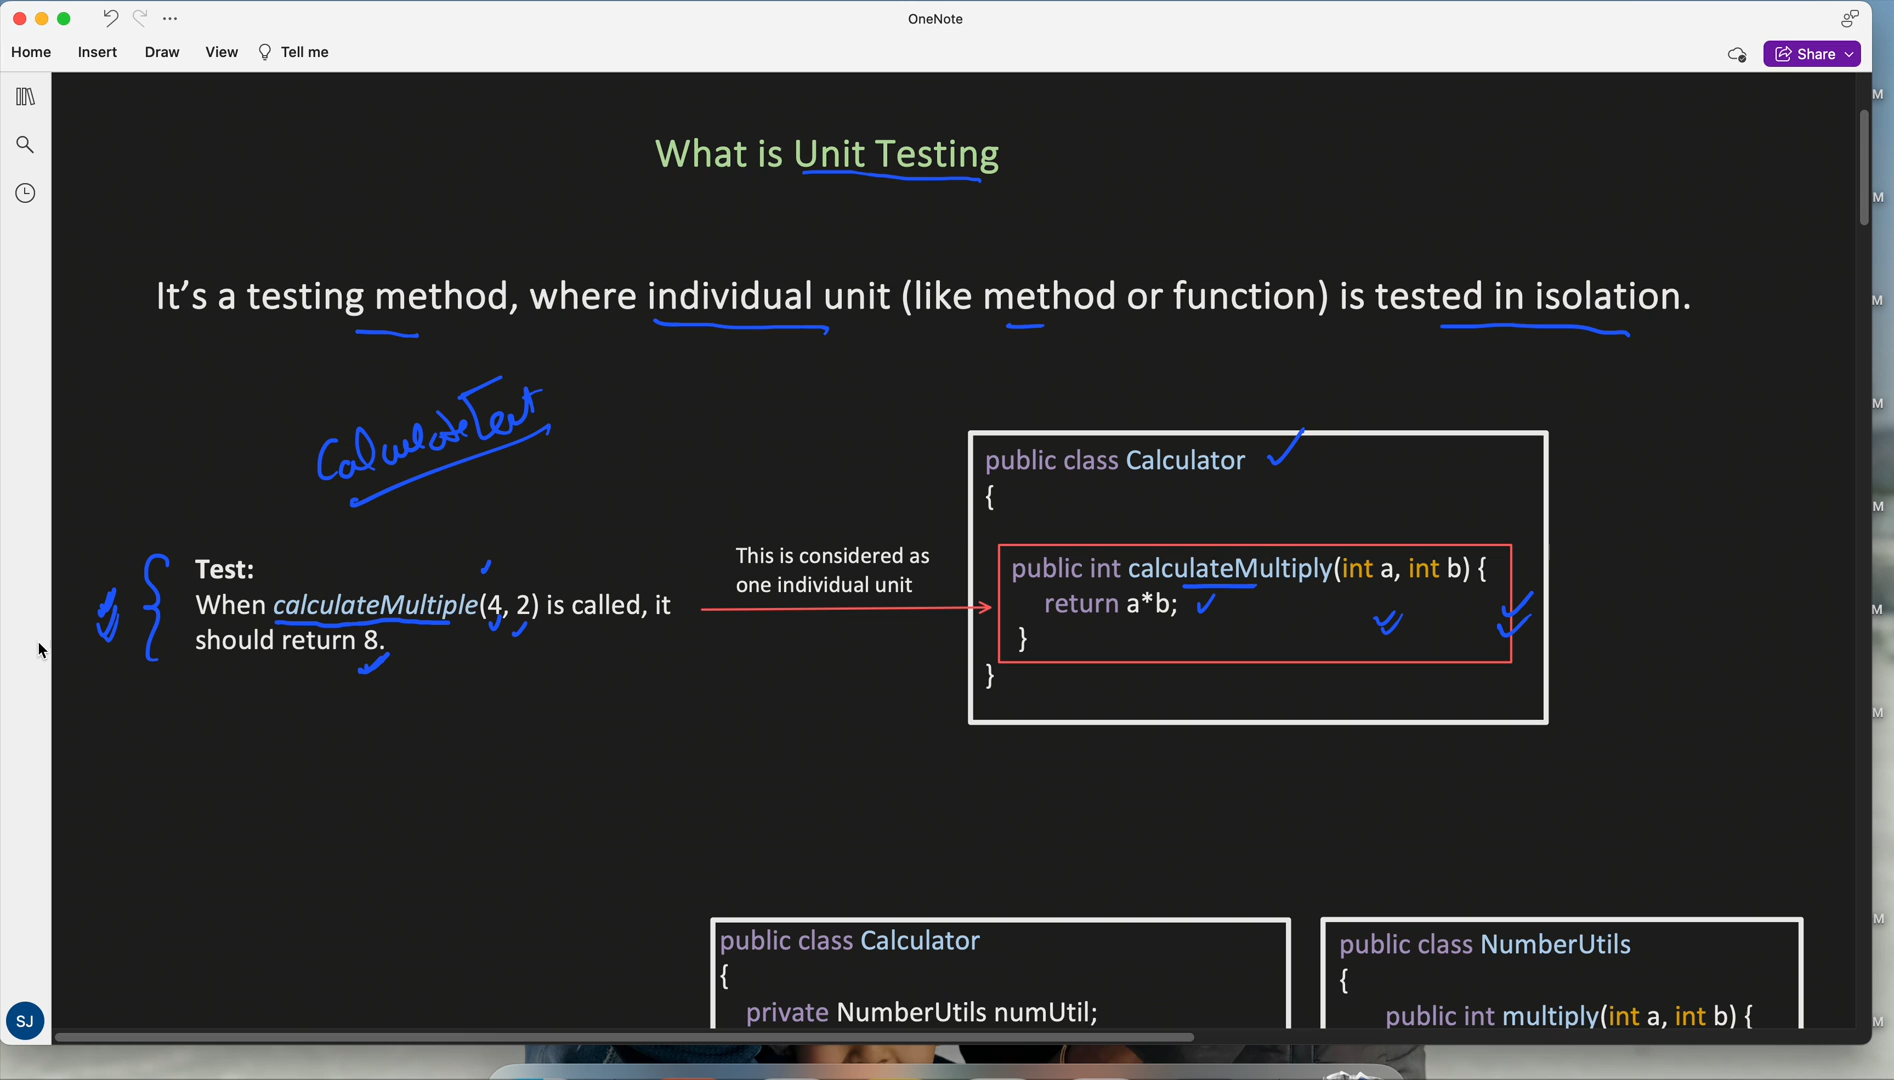 OneNote
Home Insert Draw View Tell me
Share
What is Unit Testing
It's a testing method, where individual unit (like method or function) is tested in isolation.
CalculateTest
public class Calculator
{
public int calculateMultiply(int a, int b) {
return a*b;
}
}
This is considered as
one individual unit
Test:
When calculateMultiple(4, 2) is called, it
should return 8.
public class Calculator
{
private NumberUtils numUtil;
public class NumberUtils
{
public int multiply(int a, int b) {
SJ
M
M
M
M
M
M
M
M
M